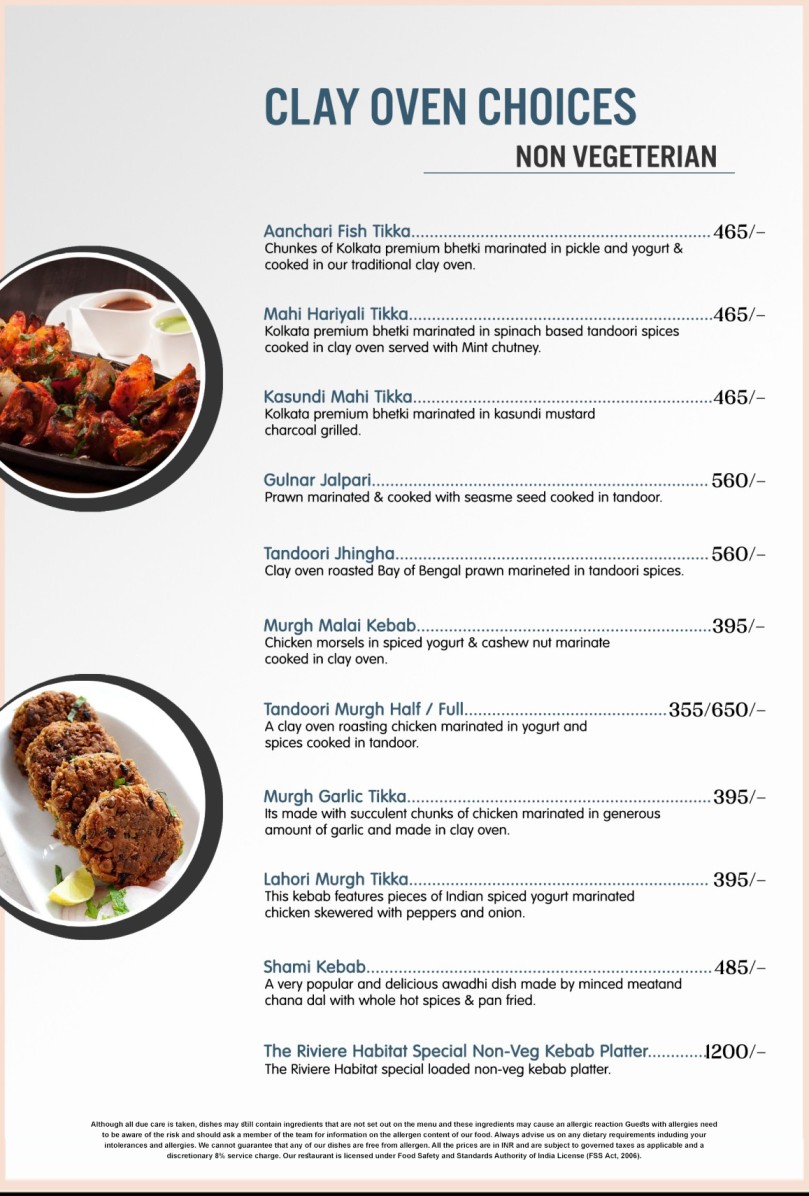 CLAY OVEN CHOICES
NON VEGETERIAN
Aanchari Fish Tikka................................................................ 465/–
Chunkes of Kolkata premium bhetki marinated in pickle and yogurt &
cooked in our traditional clay oven.
Mahi Hariyali Tikka.................................................................465/–
Kolkata premium bhetki marinated in spinach based tandoori spices
cooked in clay oven served with Mint chutney.
Kasundi Mahi Tikka................................................................465/–
Kolkata premium bhetki marinated in kasundi mustard
charcoal grilled.
Gulnar Jalpari......................................................................... 560/–
Prawn marinated & cooked with seasme seed cooked in tandoor.
Tandoori Jhingha.................................................................... 560/–
Clay oven roasted Bay of Bengal prawn marineted in tandoori spices.
Murgh Malai Kebab................................................................395/–
Chicken morsels in spiced yogurt & cashew nut marinate
cooked in clay oven.
Tandoori Murgh Half / Full............................................355/650/–
A clay oven roasting chicken marinated in yogurt and
spices cooked in tandoor.
Murgh Garlic Tikka................................................................. 395/–
Its made with succulent chunks of chicken marinated in generous
amount of garlic and made in clay oven.
Lahori Murgh Tikka................................................................. 395/–
This kebab features pieces of Indian spiced yogurt marinated
chicken skewered with peppers and onion.
Shami Kebab.......................................................................... 485/–
A very popular and delicious awadhi dish made by minced meatand
chana dal with whole hot spices & pan fried.
The Riviere Habitat Special Non-Veg Kebab Platter............1200/–
The Riviere Habitat special loaded non-veg kebab platter.
Although all due care is taken, dishes may still contain ingredients that are not set out on the menu and these ingredients may cause an allergic reaction Guests with allergies need
to be aware of the risk and should ask a member of the team for information on the allergen content of our food. Always advise us on any dietary requirements including your
intolerances and allergies. We cannot guarantee that any of our dishes are free from allergen. All the prices are in INR and are subject to governed taxes as applicable and a
discretionary 8% service charge. Our restaurant is licensed under Food Safety and Standards Authority of India License (FSS Act, 2006).